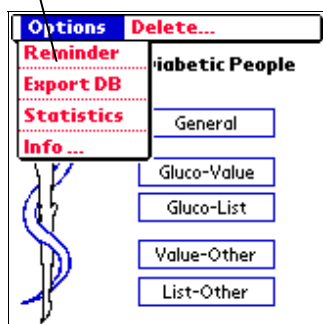 Options Delete...
Reminder
iabetic People
Export DB
Statistics
General
Info ...
Gluco-Value
Gluco-List
Value-Other
List-Other